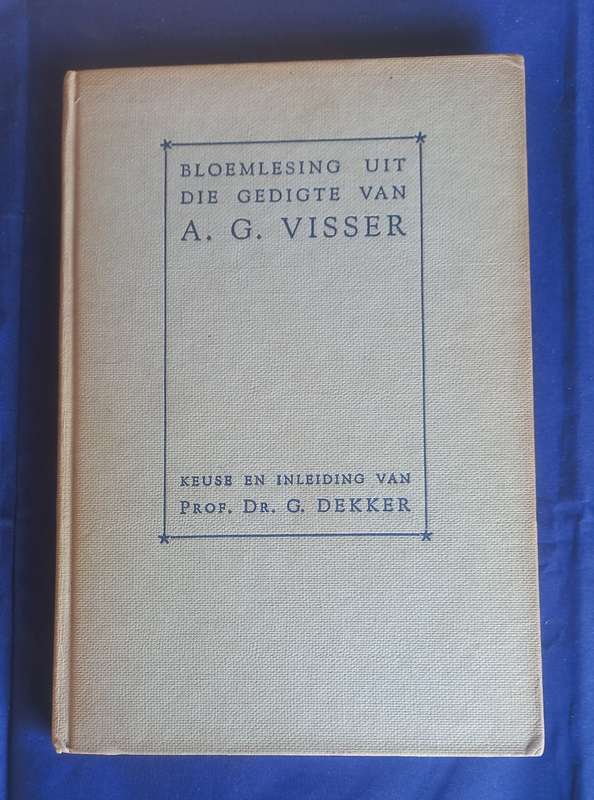 BLOEMLESING UIT
DIE GEDIGTE VAN
A. G. VISSER
KEUSE EN INLEIDING VAN
PROF. DR. G. DEKKER